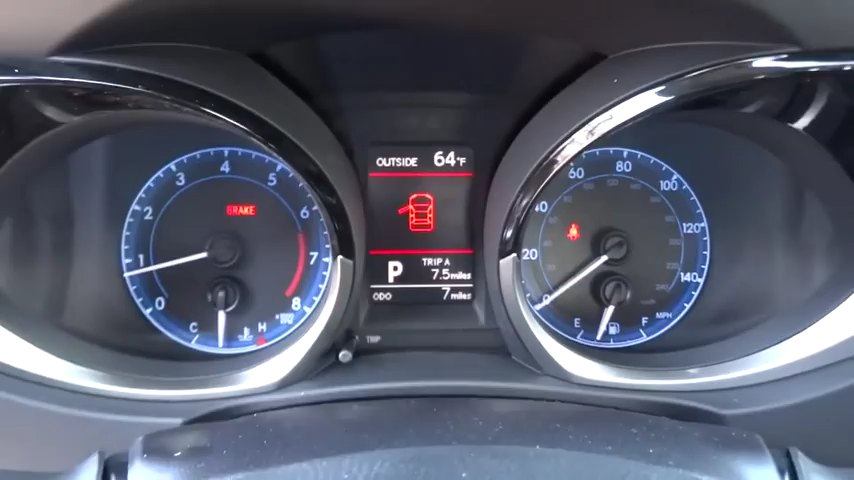 OUTSIDE 64°F
BRAKE
0 1 2 3 4 5 6 7 8
C H
P
TRIP A
7.5miles
ODO 7miles
TRIP
20 40 60 80 100 120 140
MPH
E F